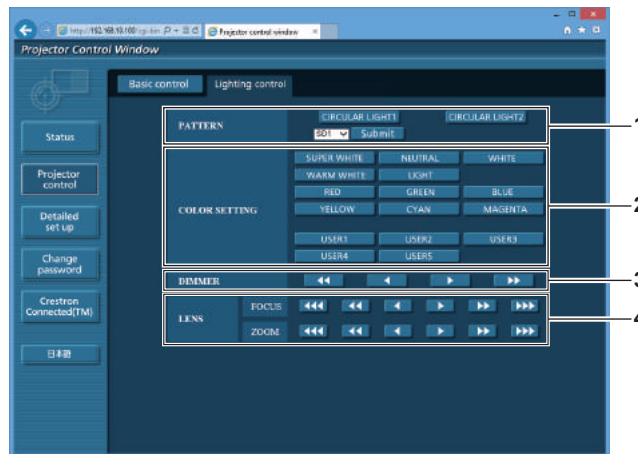 Projector control window
Projector Control Window
Basic control
Lighting control
Status
Projector control
Detailed set up
Change password
Crestron Connected(TM)
日本語
PATTERN
CIRCULAR LIGHT1
CIRCULAR LIGHT2
SD1
Submit
1
COLOR SETTING
SUPER WHITE
NEUTRAL
WHITE
WARM WHITE
LIGHT
RED
GREEN
BLUE
YELLOW
CYAN
MAGENTA
USER1
USER2
USER3
USER4
USER5
2
DIMMER
3
LENS
FOCUS
ZOOM
4